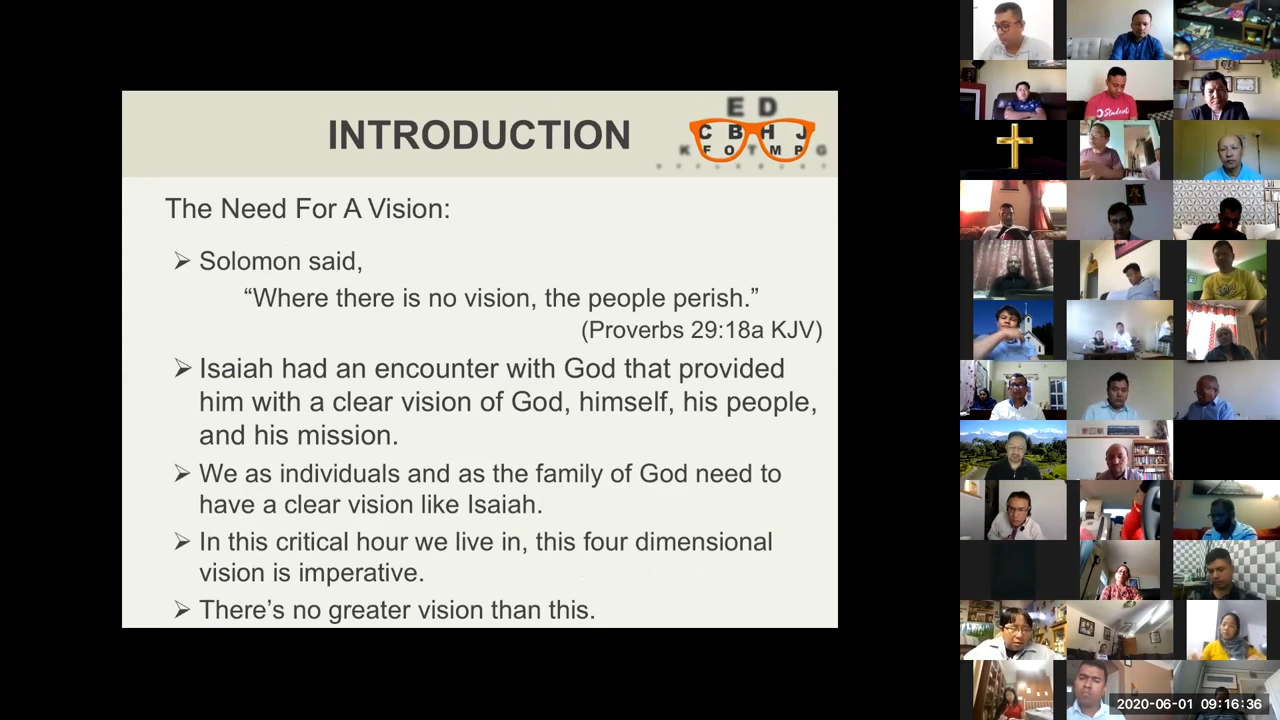 INTRODUCTION
E D
C B H J
K F O T M P G
The Need For A Vision:
➢ Solomon said,
“Where there is no vision, the people perish.”
(Proverbs 29:18a KJV)
➢ Isaiah had an encounter with God that provided
him with a clear vision of God, himself, his people,
and his mission.
➢ We as individuals and as the family of God need to
have a clear vision like Isaiah.
➢ In this critical hour we live in, this four dimensional
vision is imperative.
➢ There’s no greater vision than this.
Student
2020-06-01 09:16:36